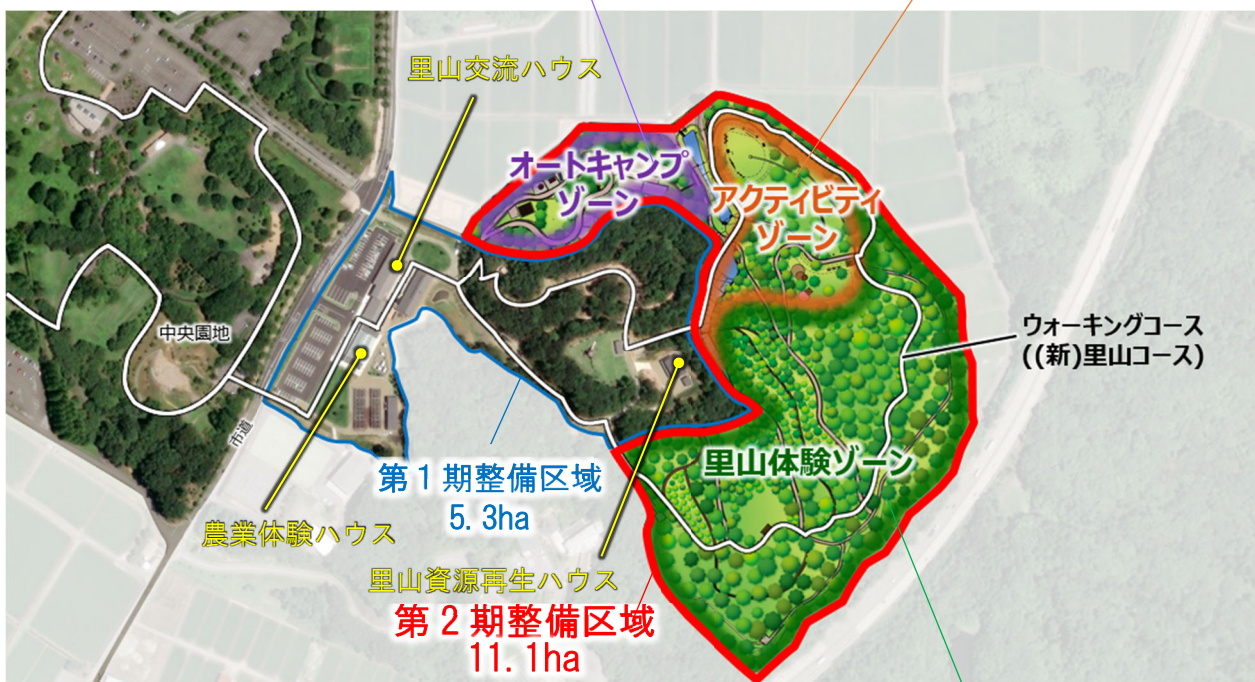 里山交流ハウス
オートキャンプ
ゾーン
アクティビティ
ゾーン
中央園地
ウォーキングコース
((新)里山コース)
市道
里山体験ゾーン
第1期整備区域
5.3ha
農業体験ハウス
里山資源再生ハウス
第2期整備区域
11.1ha